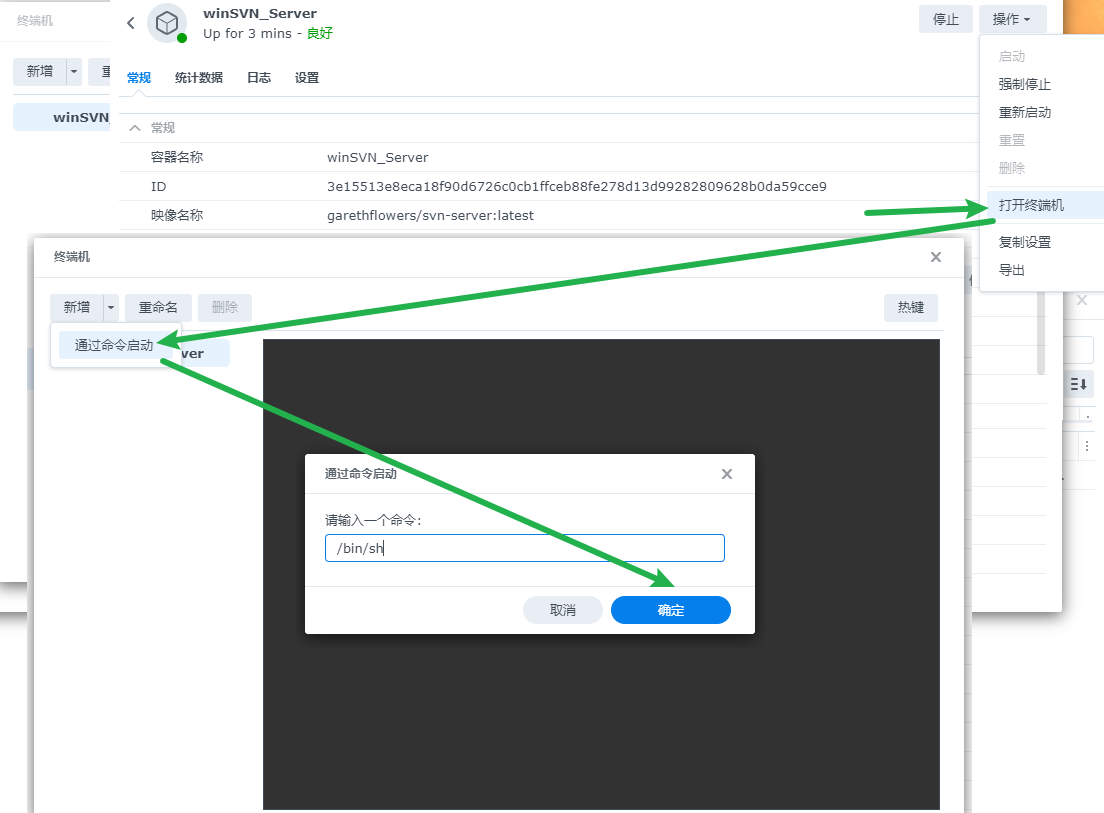 终端机
新增
winSVN_
winSVN_Server
Up for 3 mins - 良好
停止
操作
常规
统计数据
日志
设置
常规
容器名称
winSVN_Server
ID
3e15513e8eca18f90d6726c0cb1ffceb88fe278d13d99282809628b0da59cce9
映像名称
garethflowers/svn-server:latest
启动
强制停止
重新启动
重置
删除
打开终端机
复制设置
导出
终端机
新增
重命名
删除
热键
通过命令启动
ver
通过命令启动
请输入一个命令:
/bin/sh
取消
确定